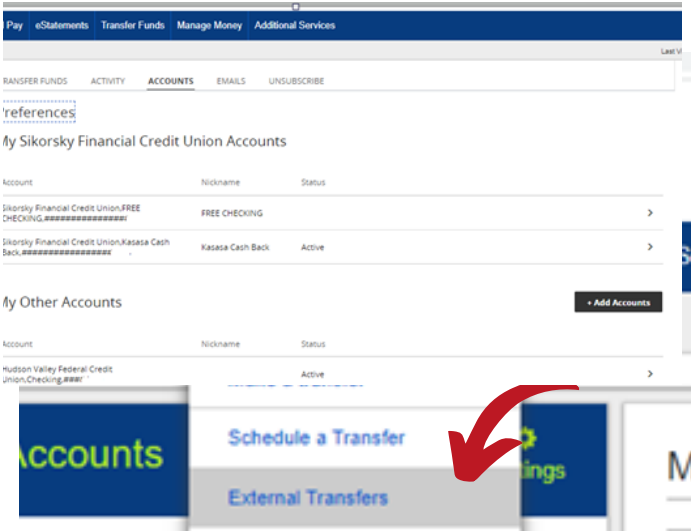 l Pay eStatements Transfer Funds Manage Money Additional Services
Last V
RANSFER FUNDS ACTIVITY ACCOUNTS EMAILS UNSUBSCRIBE
references
My Sikorsky Financial Credit Union Accounts
Account Nickname Status
Sikorsky Financial Credit Union,FREE
CHECKING,############### FREE CHECKING
Sikorsky Financial Credit Union,Kasasa Cash
Back,################# Kasasa Cash Back Active
My Other Accounts + Add Accounts
Account Nickname Status
Hudson Valley Federal Credit
Union,Checking,### Active
Schedule a Transfer
Accounts
ings
External Transfers
M